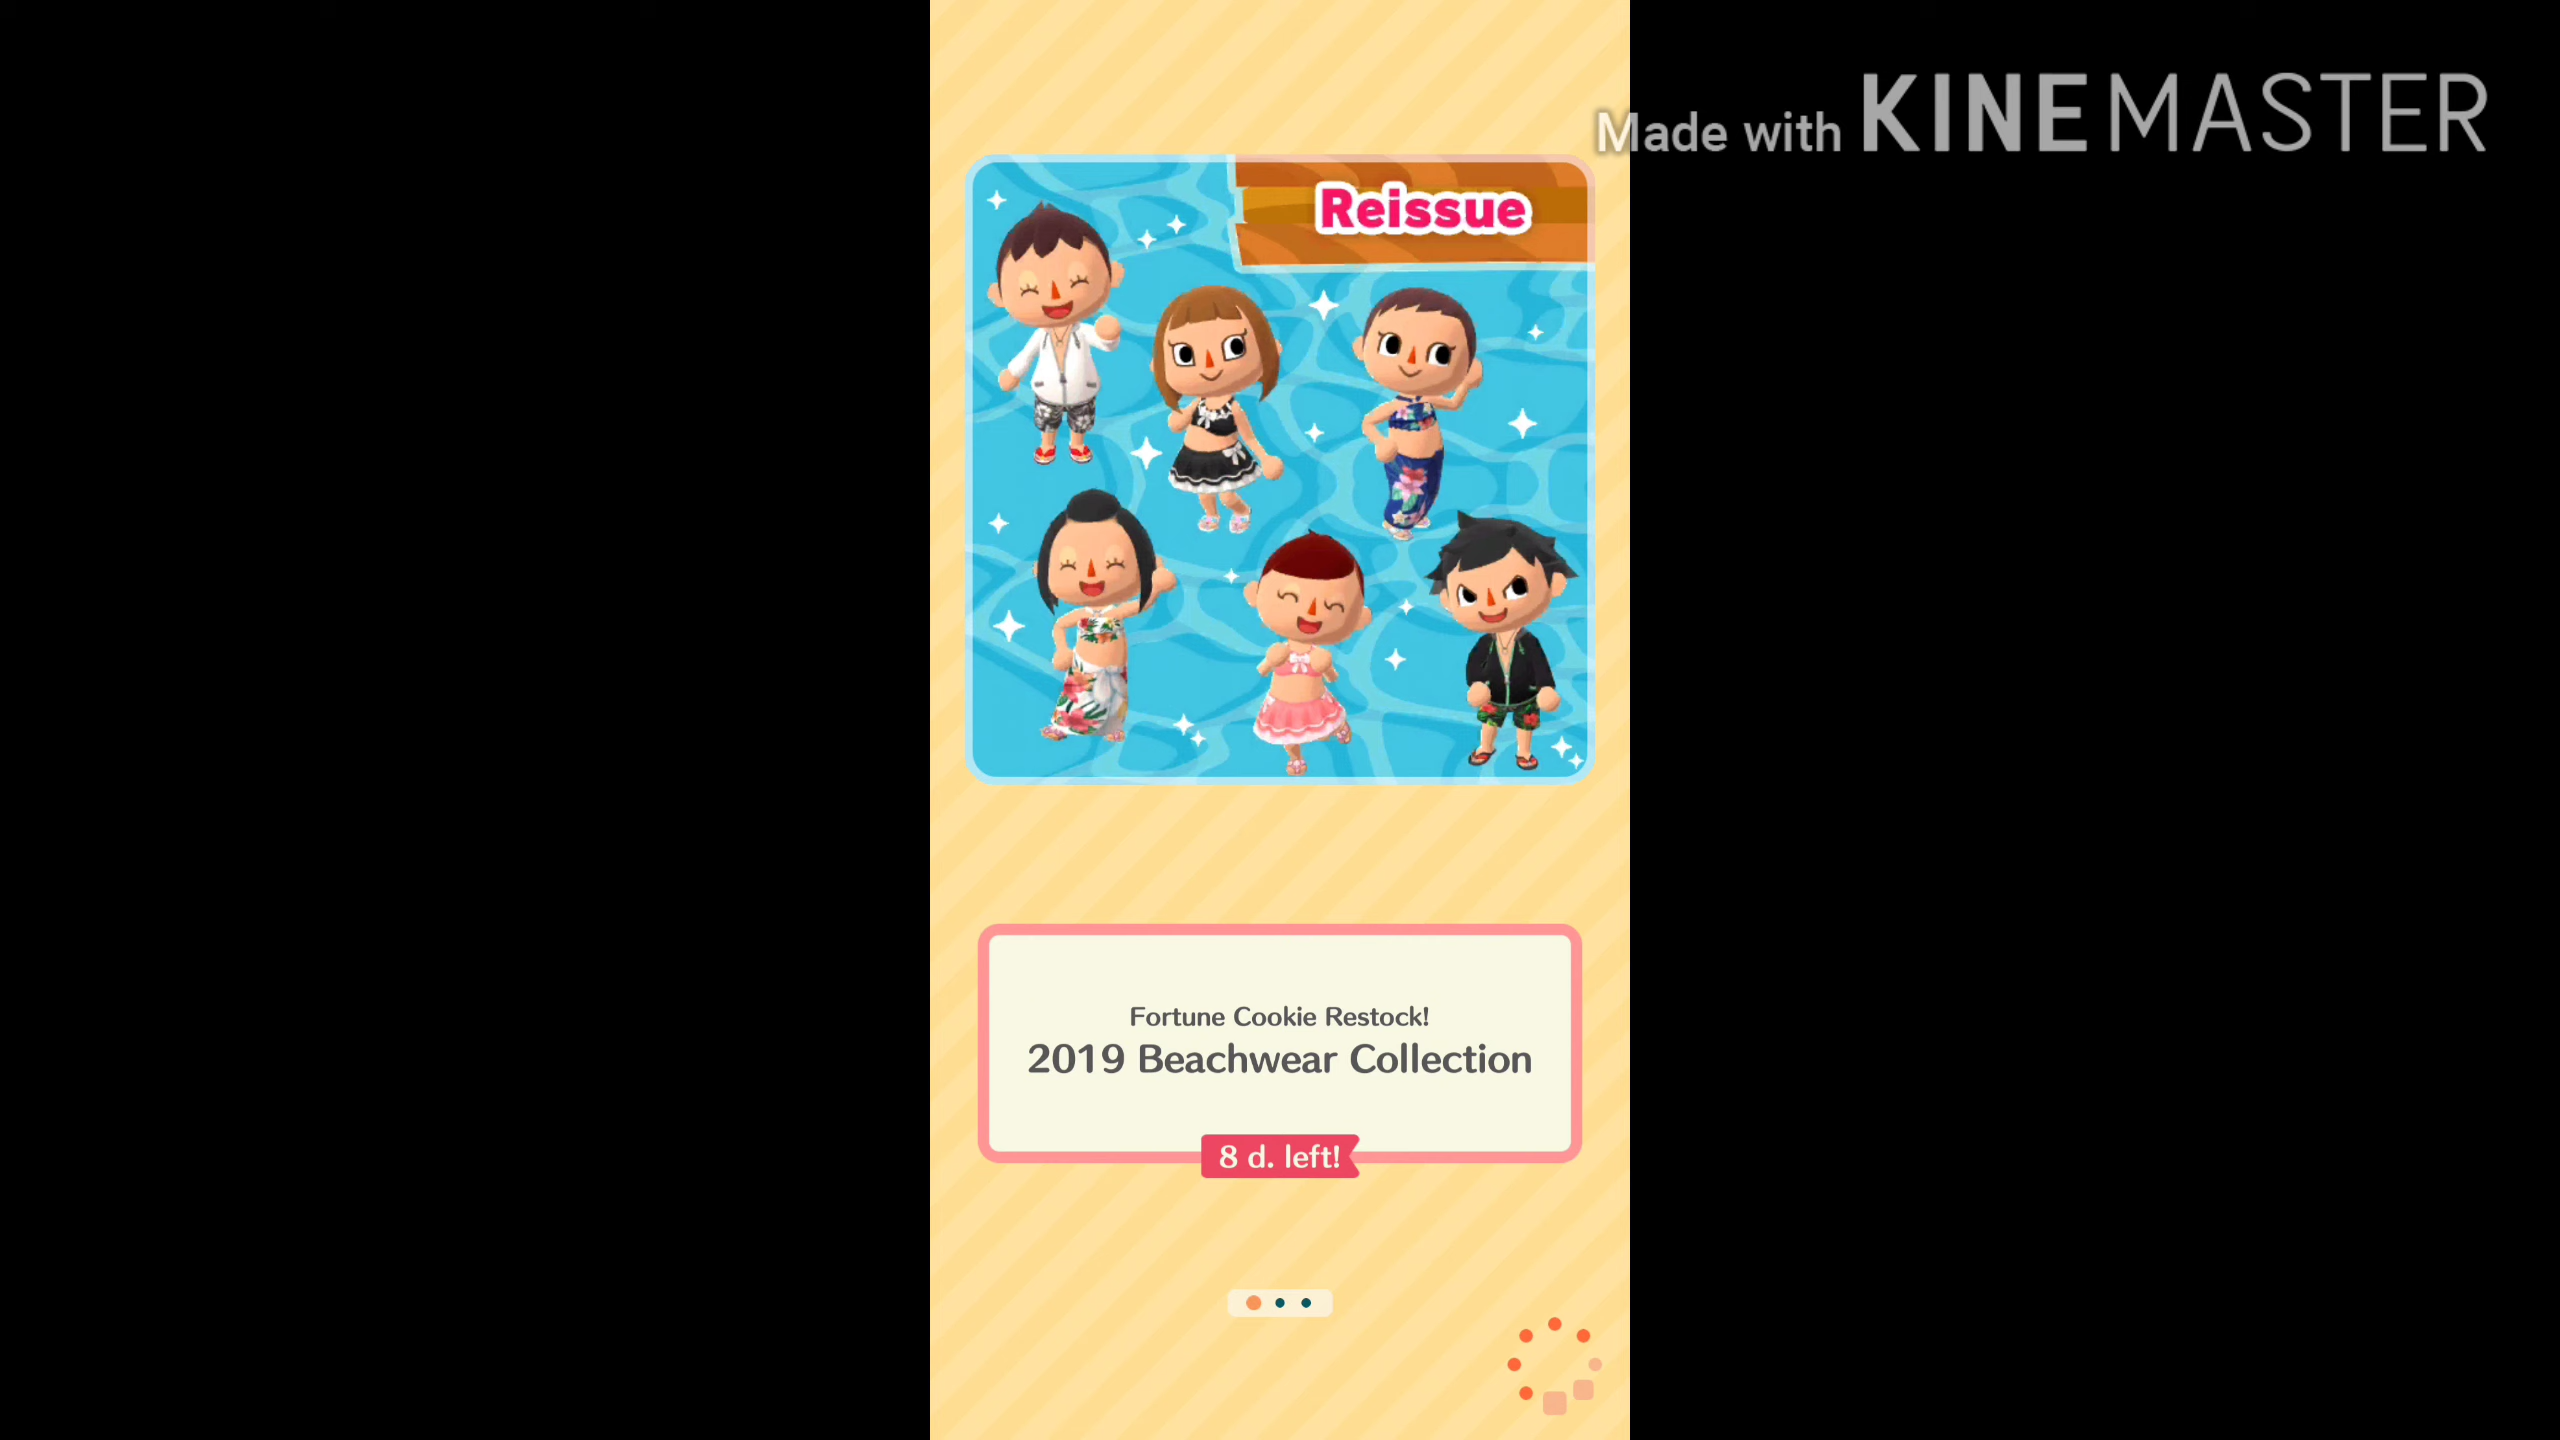 Made with KINEMASTER
Reissue
Fortune Cookie Restock!
2019 Beachwear Collection
8 d. left!